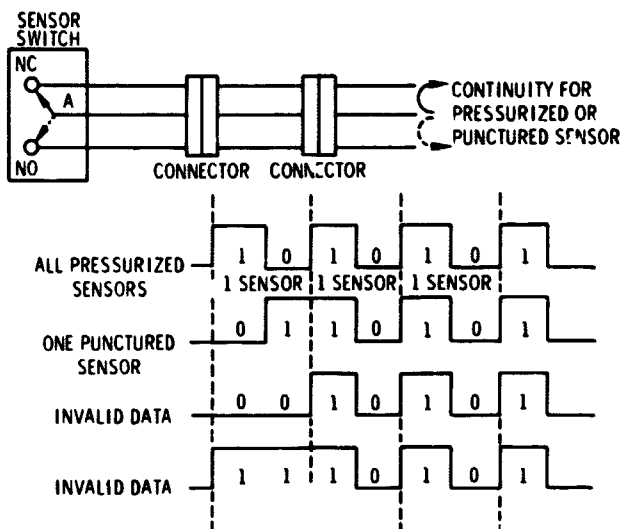 SENSOR
SWITCH
NC
A
NO
CONNECTOR
CONNECTOR
CONTINUITY FOR
PRESSURIZED OR
PUNCTURED SENSOR
ALL PRESSURIZED
SENSORS
1 0 1 0 1 0 1
1 SENSOR 1 SENSOR 1 SENSOR
ONE PUNCTURED
SENSOR
0 1 1 0 1 0 1
INVALID DATA
0 0 1 0 1 0 1
INVALID DATA
1 1 1 0 1 0 1